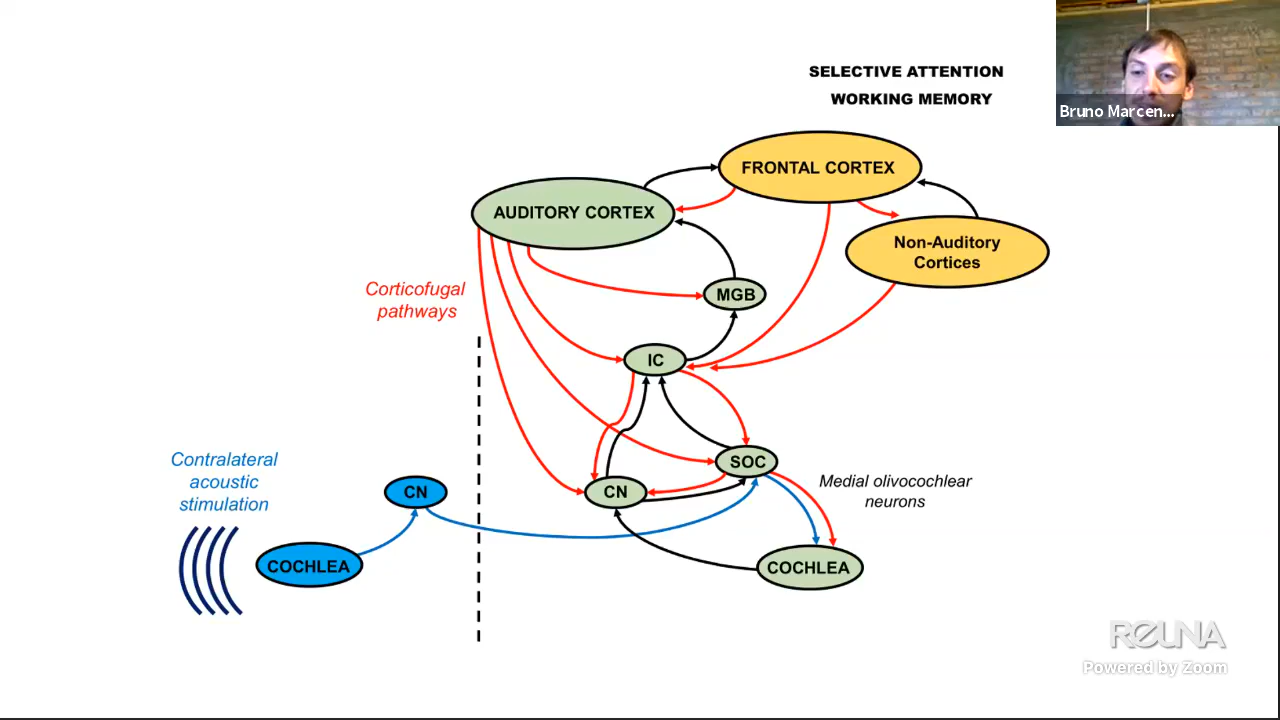 SELECTIVE ATTENTION
WORKING MEMORY
Bruno Marcen...
FRONTAL CORTEX
AUDITORY CORTEX
Non-Auditory
Cortices
Corticofugal
pathways
MGB
IC
Contralateral
acoustic
stimulation
CN
CN
SOC
Medial olivocochlear
neurons
COCHLEA
COCHLEA
REUNA
Powered by Zoom